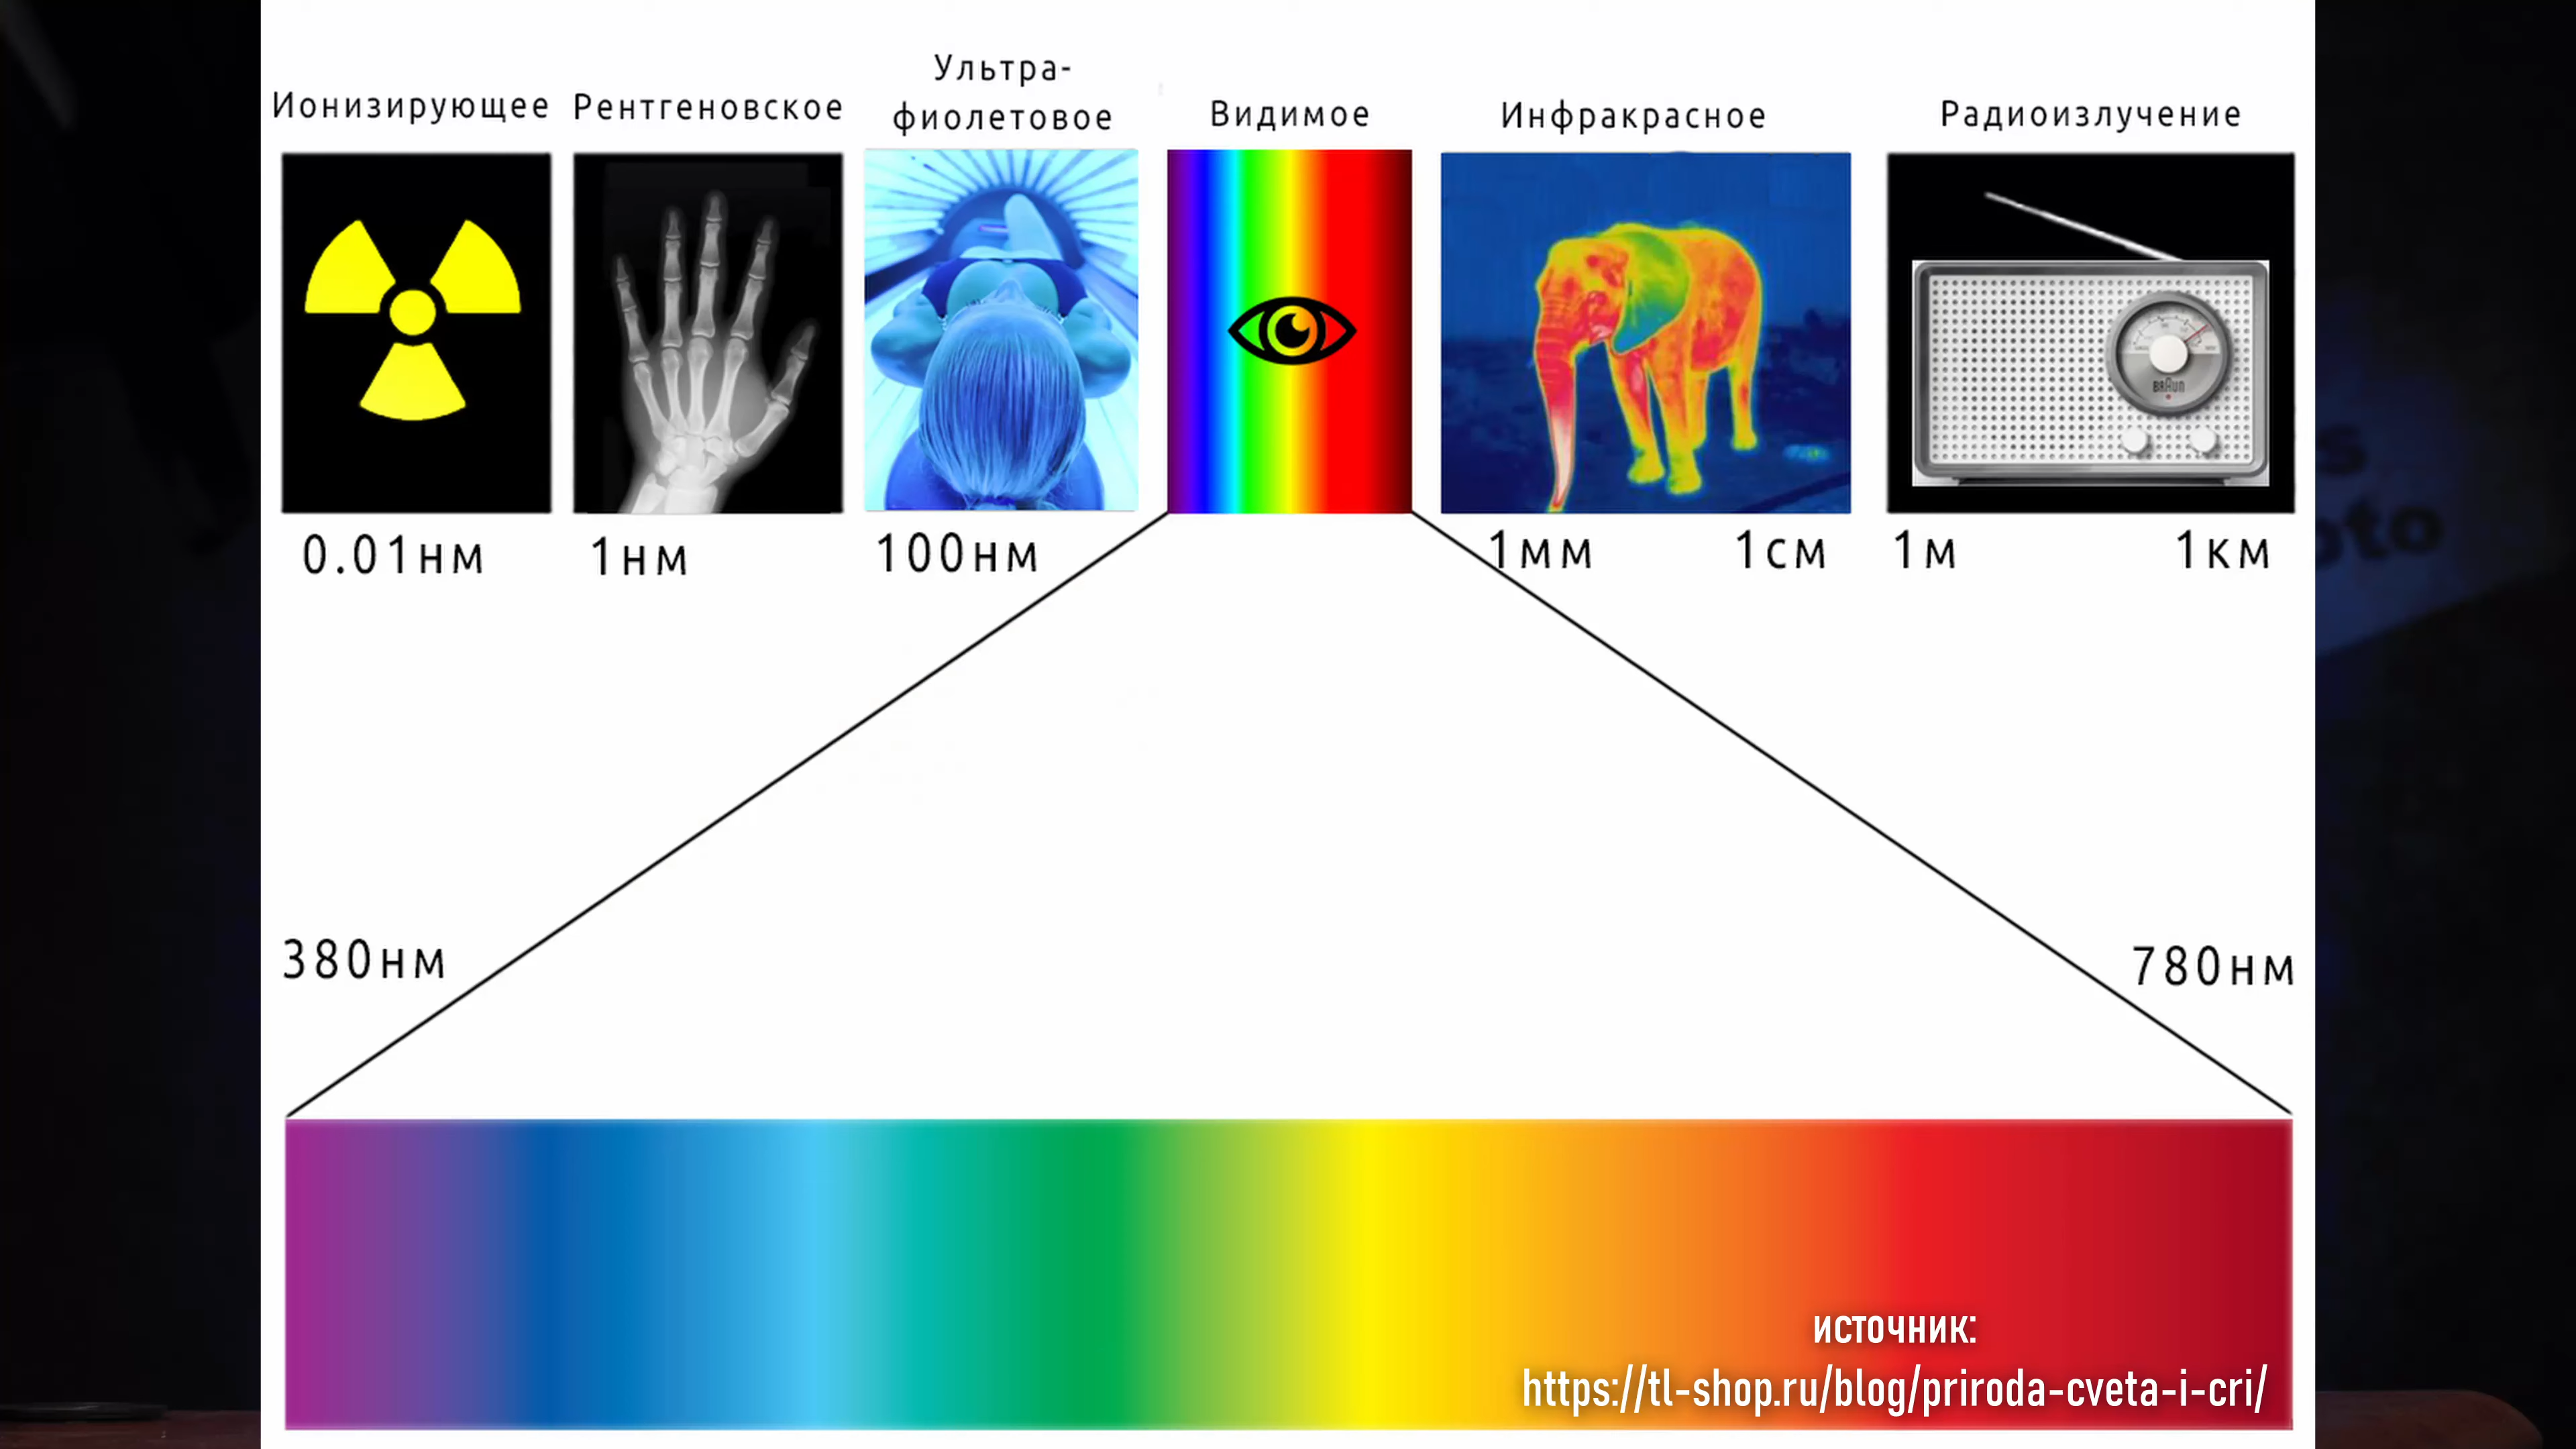 Ионизирующее
Рентгеновское
Ультра-
фиолетовое
Видимое
Инфракрасное
Радиоизлучение
BRAUN
0.01нм
1нм
100нм
1мм
1см
1м
1км
380нм
780нм
источник:
https://tl-shop.ru/blog/priroda-cveta-i-cri/